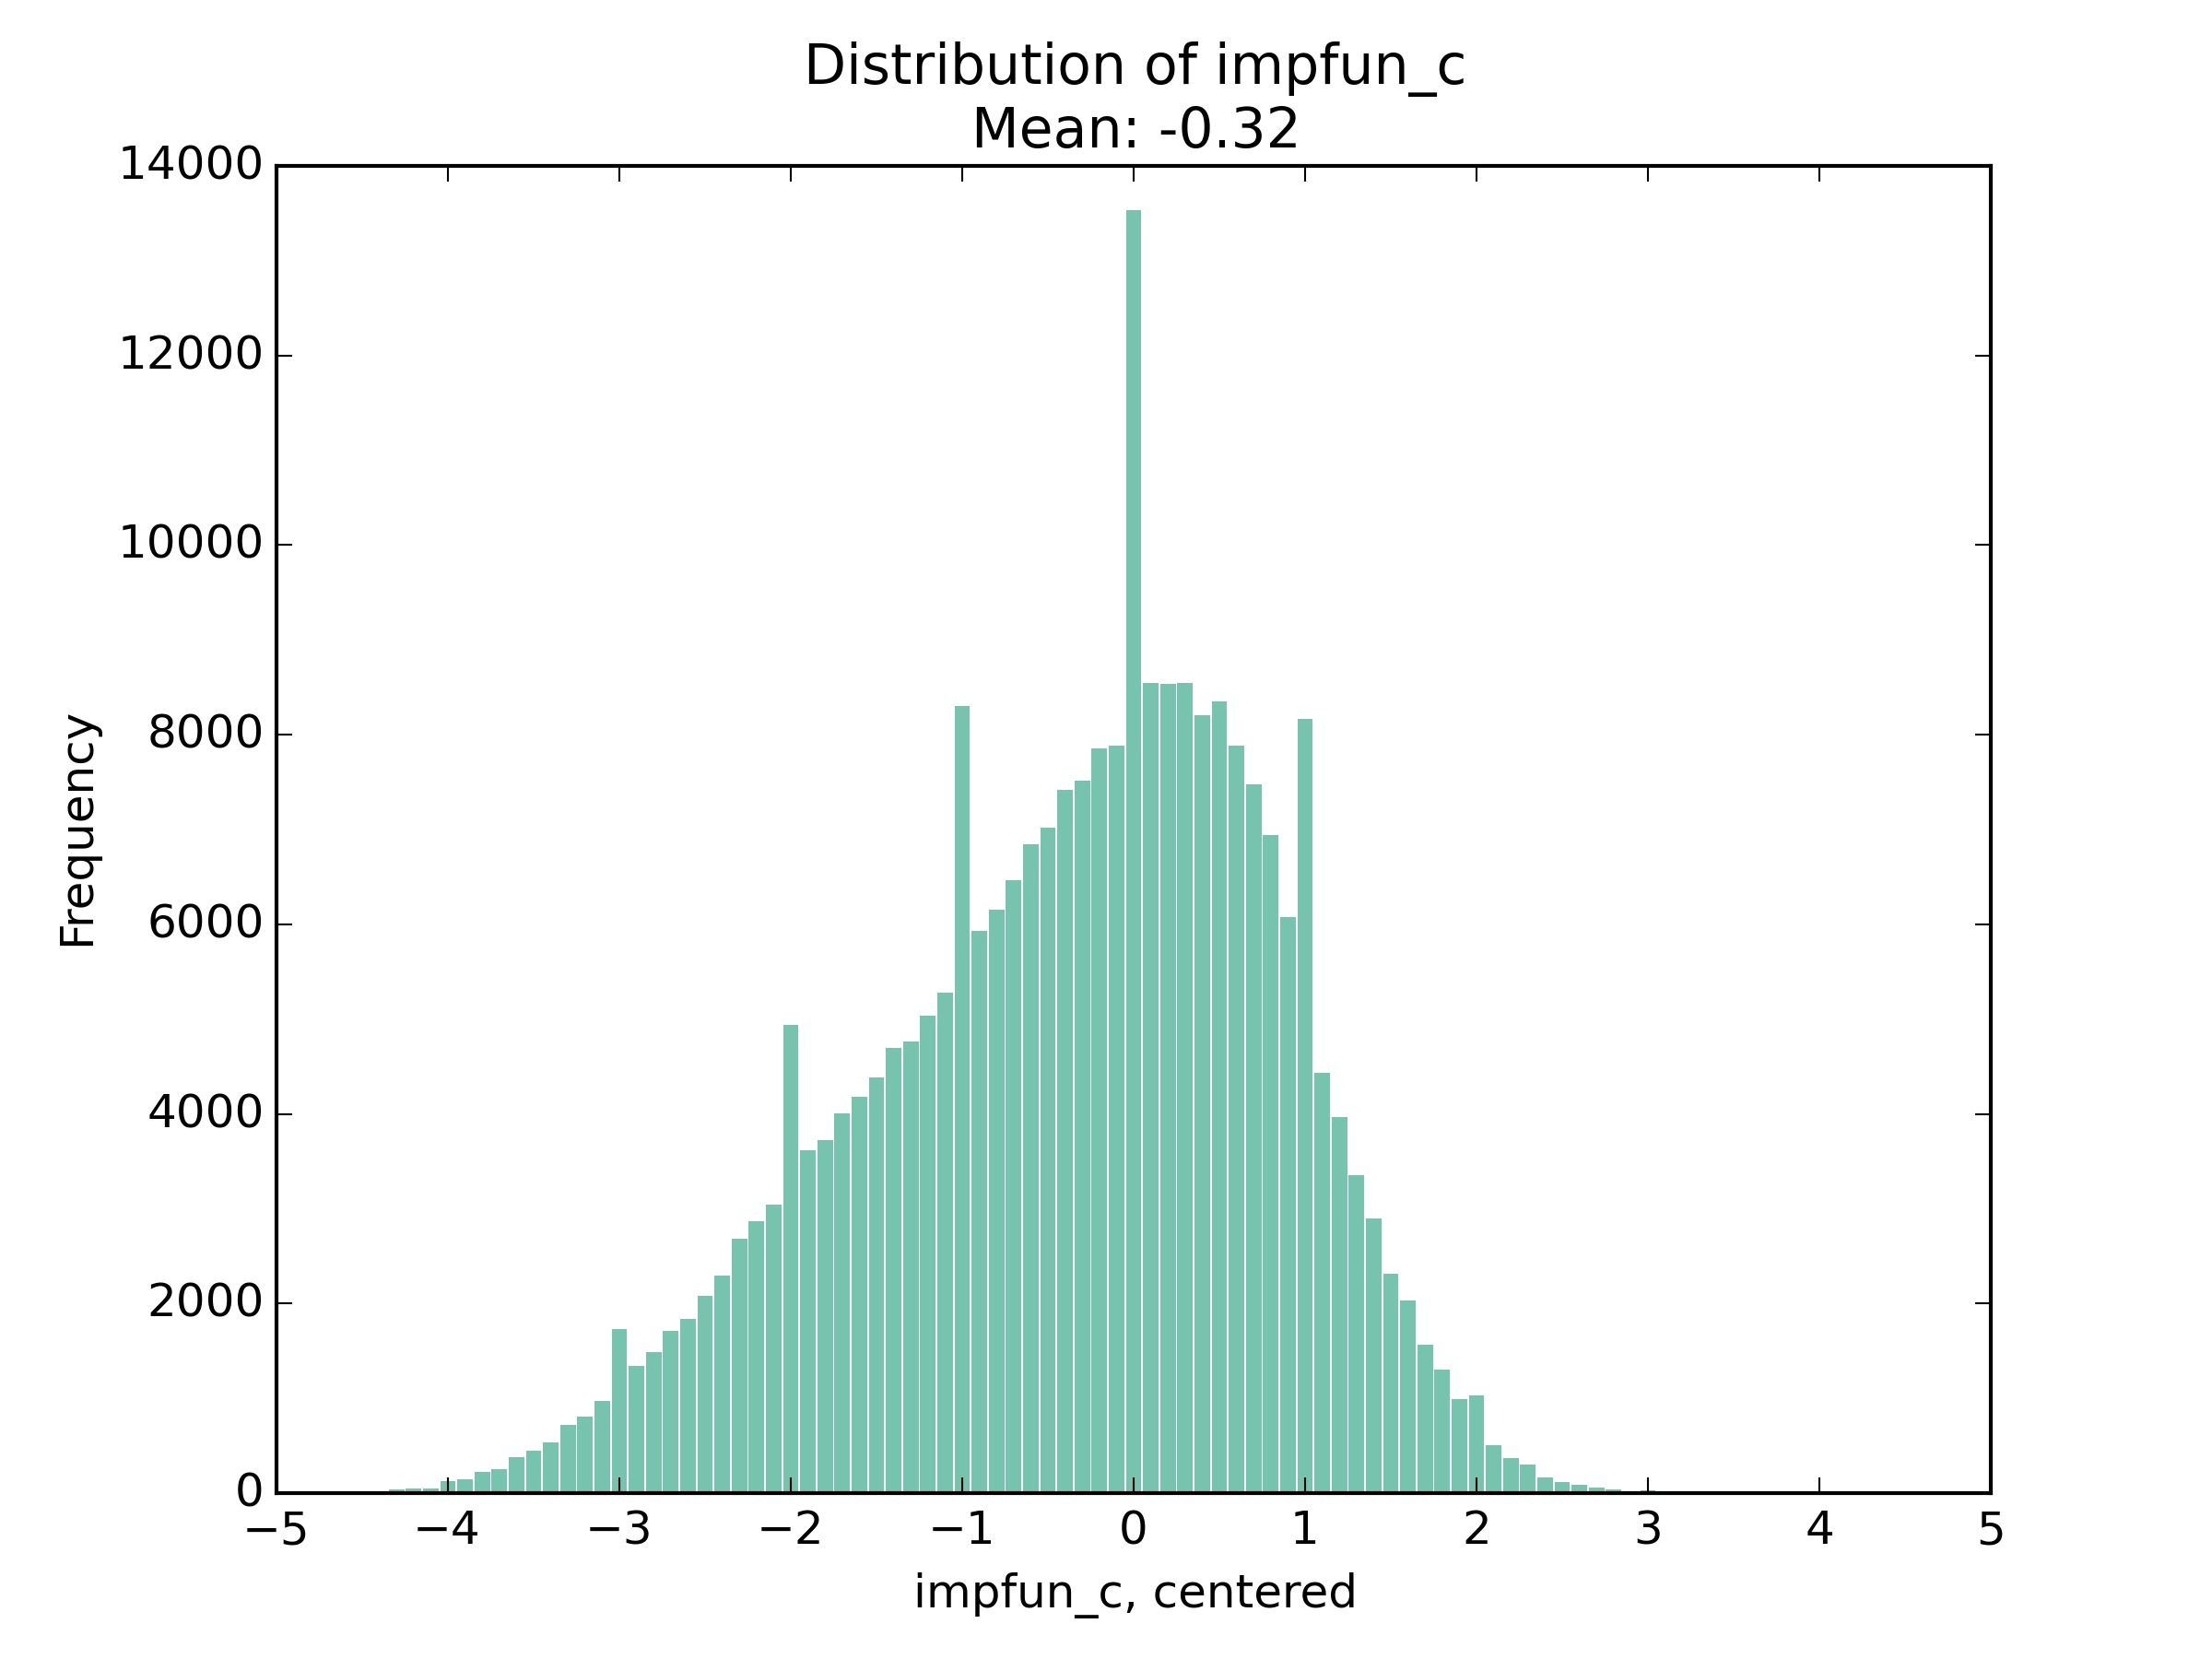 Distribution of impfun_c
Mean: -0.32
14000
12000
10000
8000
6000
4000
2000
0
Frequency
−5 −4 −3 −2 −1 0 1 2 3 4 5
impfun_c, centered